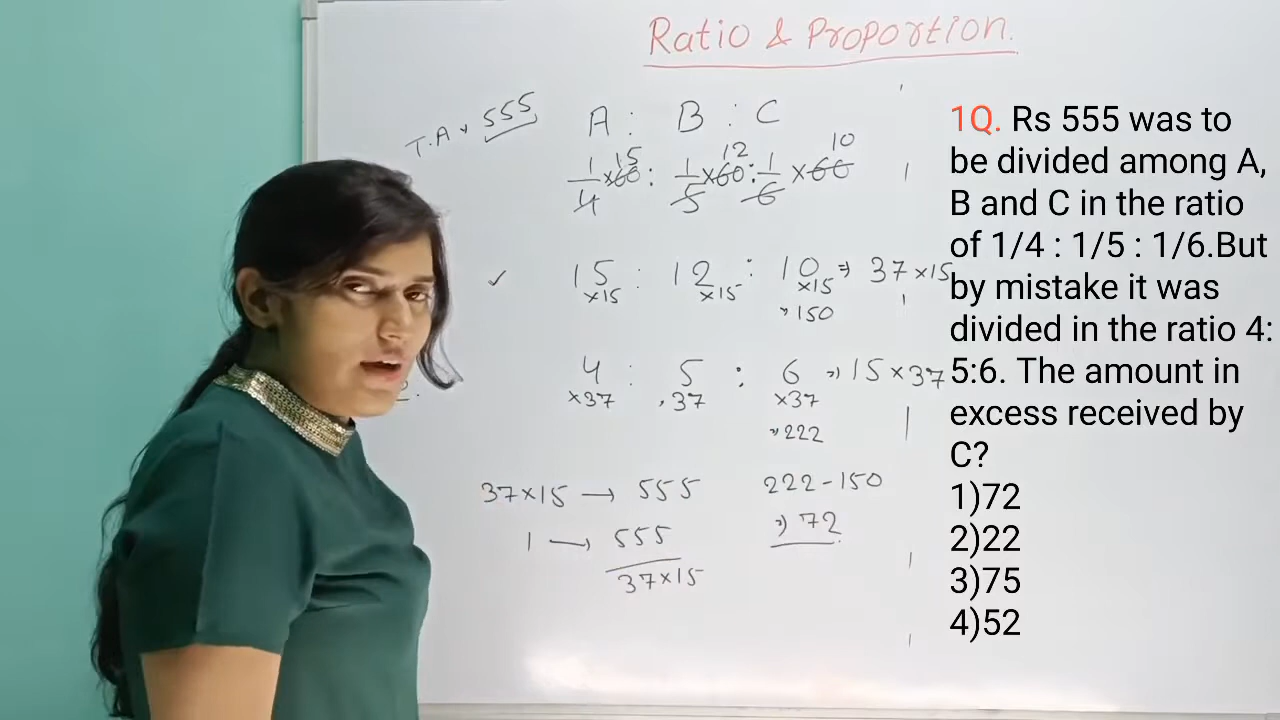 Ratio & Proportion.
T.A → 555
A : B : C
1/4 × 60 15 : 1/5 × 60 12 : 1/6 × 60 10
✓ 15 : 12 : 10 ⇒ 37 × 15
×15 ×15 ×15
⇒ 150
4 : 5 : 6 ⇒ 15 × 37
×37 ×37 ×37
⇒ 222
37×15 → 555 222 - 150
1 → 555/37×15 ⇒ 72
1Q. Rs 555 was to
be divided among A,
B and C in the ratio
of 1/4 : 1/5 : 1/6.But
by mistake it was
divided in the ratio 4:
5:6. The amount in
excess received by
C?
1)72
2)22
3)75
4)52